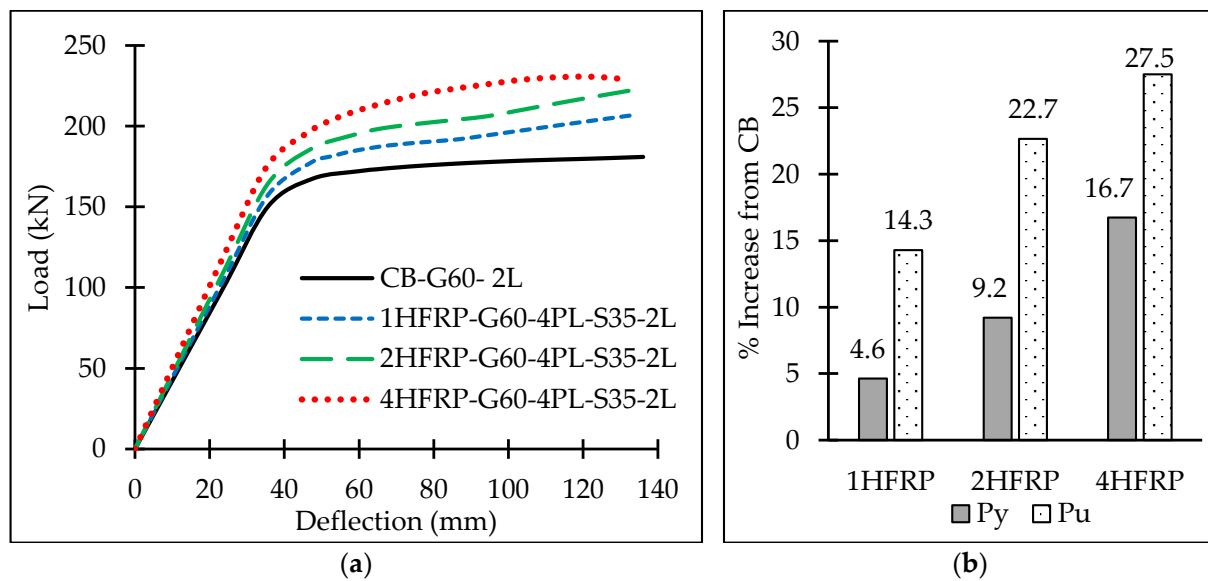 250
200
150
100
50
0
Load (kN)
CB-G60- 2L
1HFRP-G60-4PL-S35-2L
2HFRP-G60-4PL-S35-2L
4HFRP-G60-4PL-S35-2L
0 20 40 60 80 100 120 140
Deflection (mm)
(a)
30
25
20
15
10
5
0
% Increase from CB
4.6
14.3
9.2
22.7
16.7
27.5
1HFRP 2HFRP 4HFRP
Py Pu
(b)